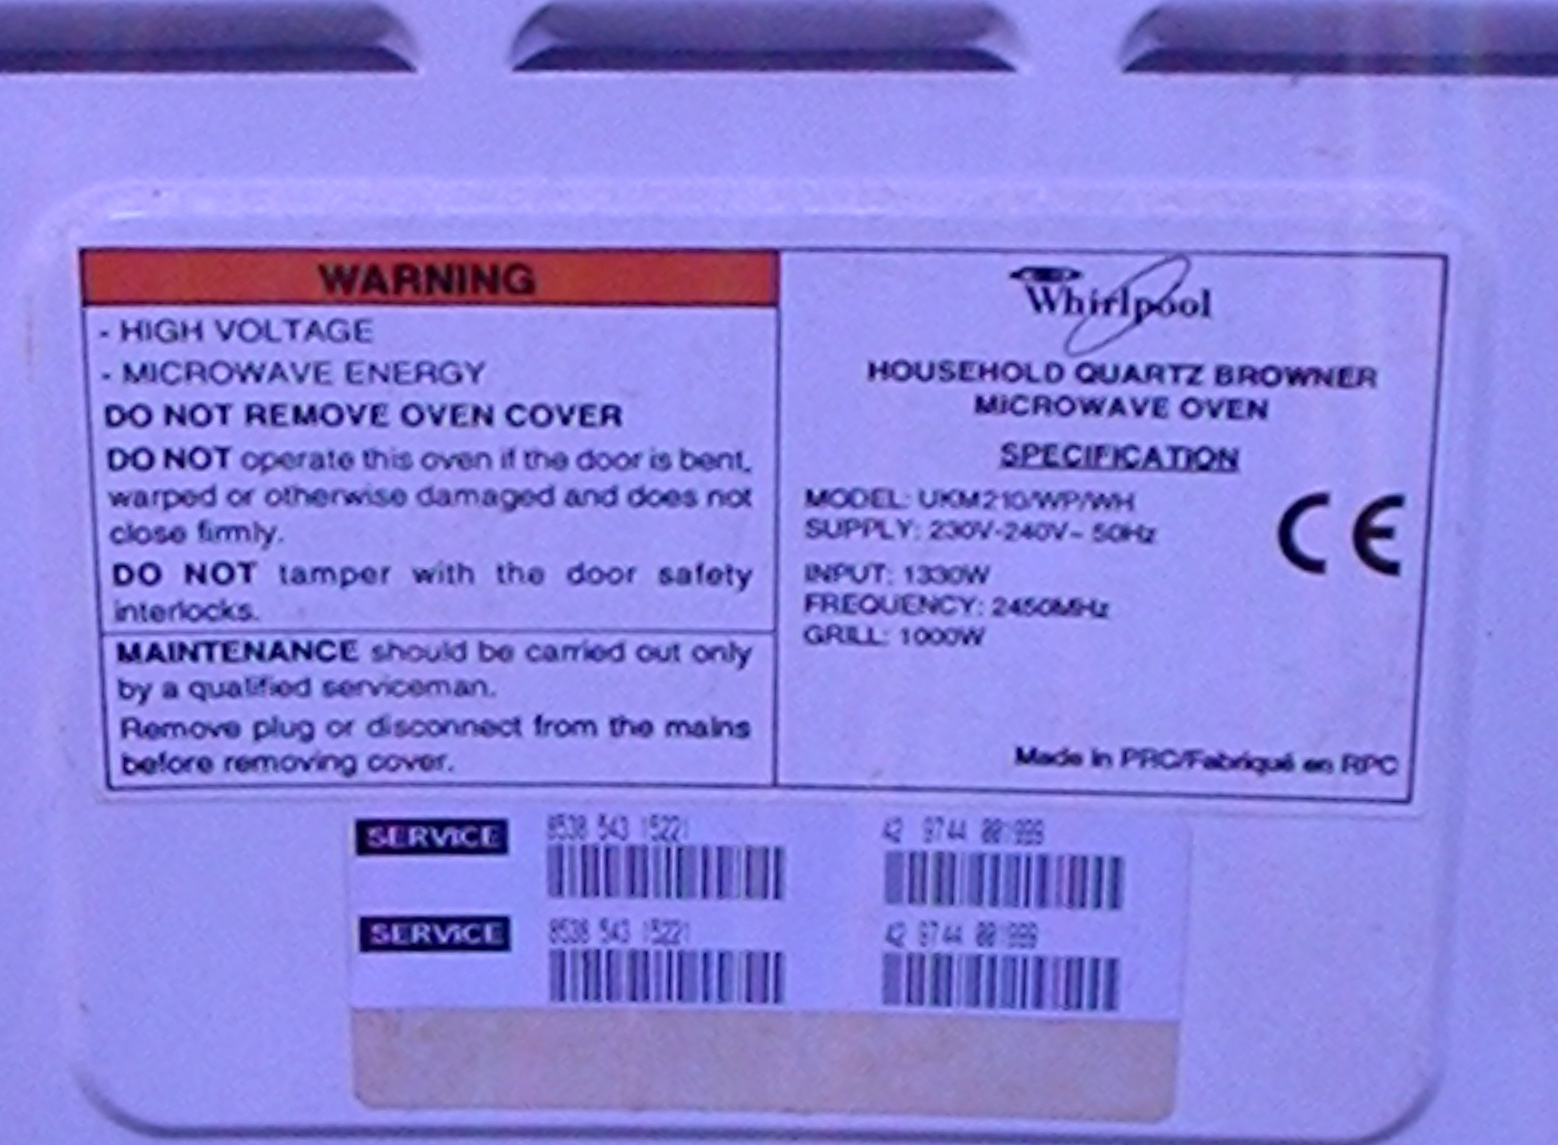 WARNING
- HIGH VOLTAGE
- MICROWAVE ENERGY
DO NOT REMOVE OVEN COVER
DO NOT operate this oven if the door is bent,
warped or otherwise damaged and does not
close firmly.
DO NOT tamper with the door safety
interlocks.
MAINTENANCE should be carried out only
by a qualified serviceman.
Remove plug or disconnect from the mains
before removing cover.
Whirlpool
HOUSEHOLD QUARTZ BROWNER
MICROWAVE OVEN
SPECIFICATION
MODEL: UKM210/WP/WH
SUPPLY: 230V-240V~ 50Hz
INPUT: 1330W
FREQUENCY: 2450MHz
GRILL: 1000W
CE
Made in PRC/Fabriqué en RPC
SERVICE 8538 543 15221 42 9744 001999
SERVICE 8538 543 15221 42 9744 001999